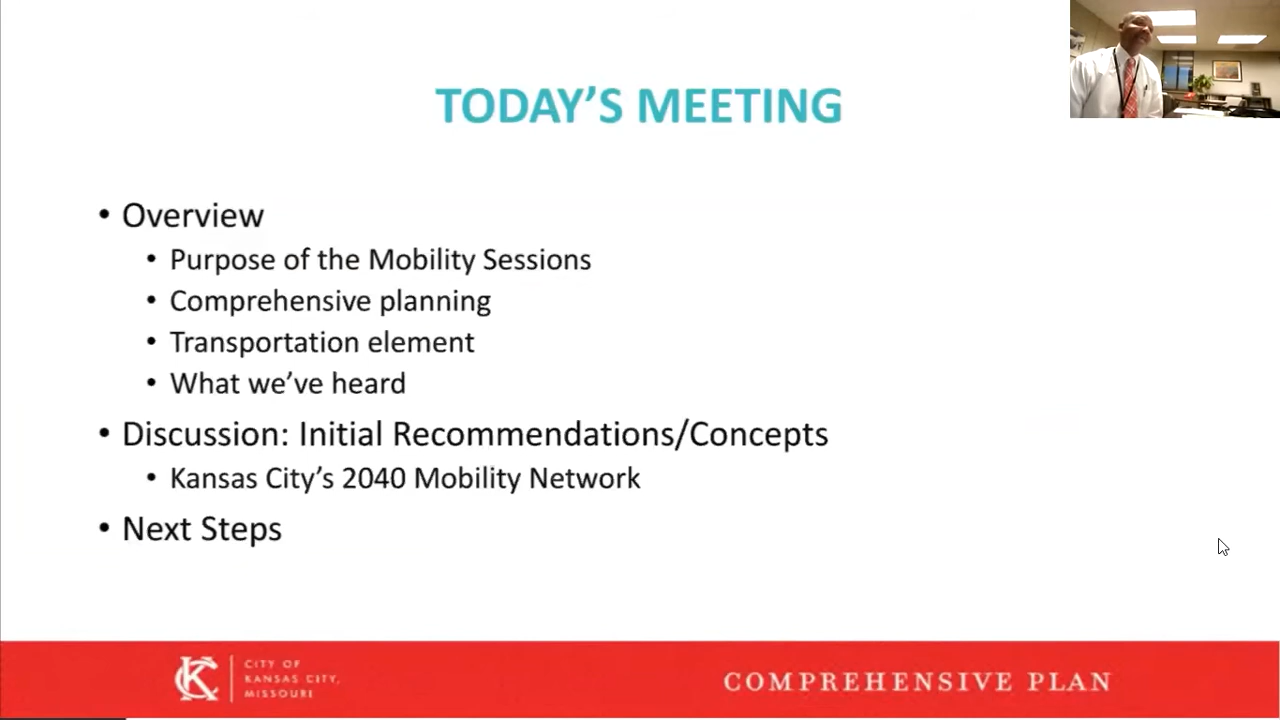 TODAY’S MEETING
• Overview
• Purpose of the Mobility Sessions
• Comprehensive planning
• Transportation element
• What we’ve heard
• Discussion: Initial Recommendations/Concepts
• Kansas City’s 2040 Mobility Network
• Next Steps
KC
CITY OF
KANSAS CITY,
MISSOURI
COMPREHENSIVE PLAN